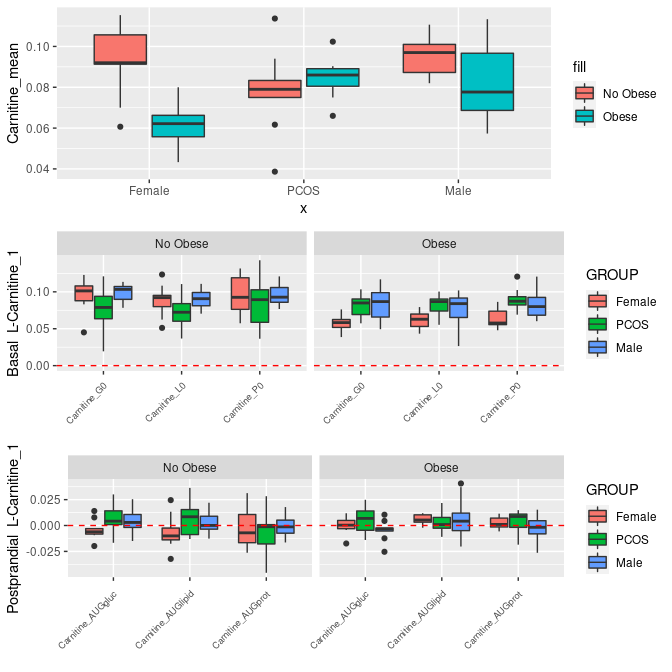 Carnitine_mean
0.10
0.08
0.06
0.04
Female PCOS Male
x
fill
No Obese
Obese
Basal L-Carnitine_1
No Obese Obese
0.10
0.05
0.00
Carnitine_G0 Carnitine_L0 Carnitine_P0 Carnitine_G0 Carnitine_L0 Carnitine_P0
GROUP
Female
PCOS
Male
Postprandial L-Carnitine_1
No Obese Obese
0.025
0.000
-0.025
Carnitine_AUGgluc Carnitine_AUGlipid Carnitine_AUGprot Carnitine_AUGgluc Carnitine_AUGlipid Carnitine_AUGprot
GROUP
Female
PCOS
Male